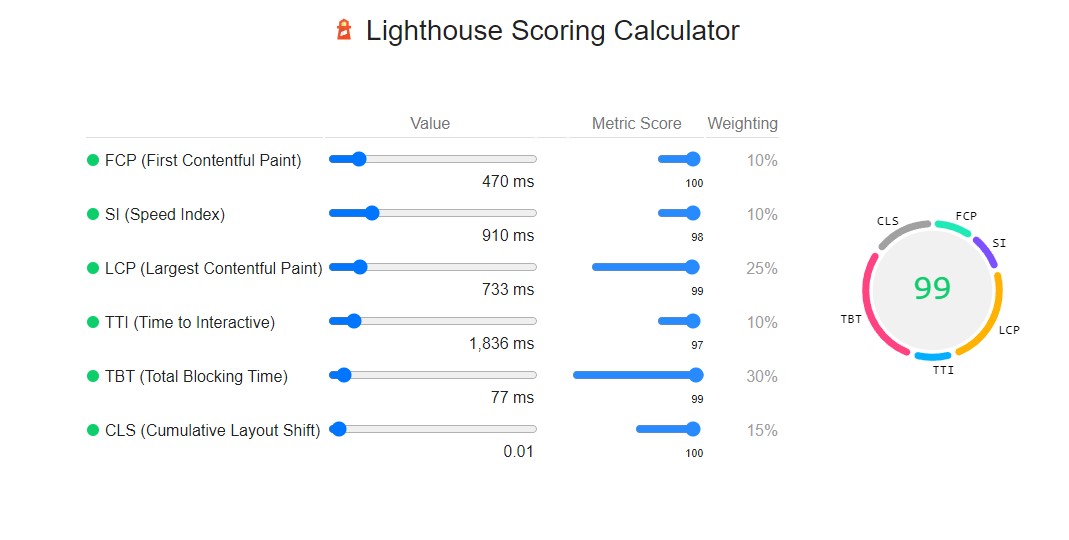 Lighthouse Scoring Calculator
Value Metric Score Weighting
FCP (First Contentful Paint) 10%
470 ms 100
SI (Speed Index) 10%
910 ms 98
LCP (Largest Contentful Paint) 25%
733 ms 99
TTI (Time to Interactive) 10%
1,836 ms 97
TBT (Total Blocking Time) 30%
77 ms 99
CLS (Cumulative Layout Shift) 15%
0.01 100
CLS FCP
SI
99
TBT LCP
TTI